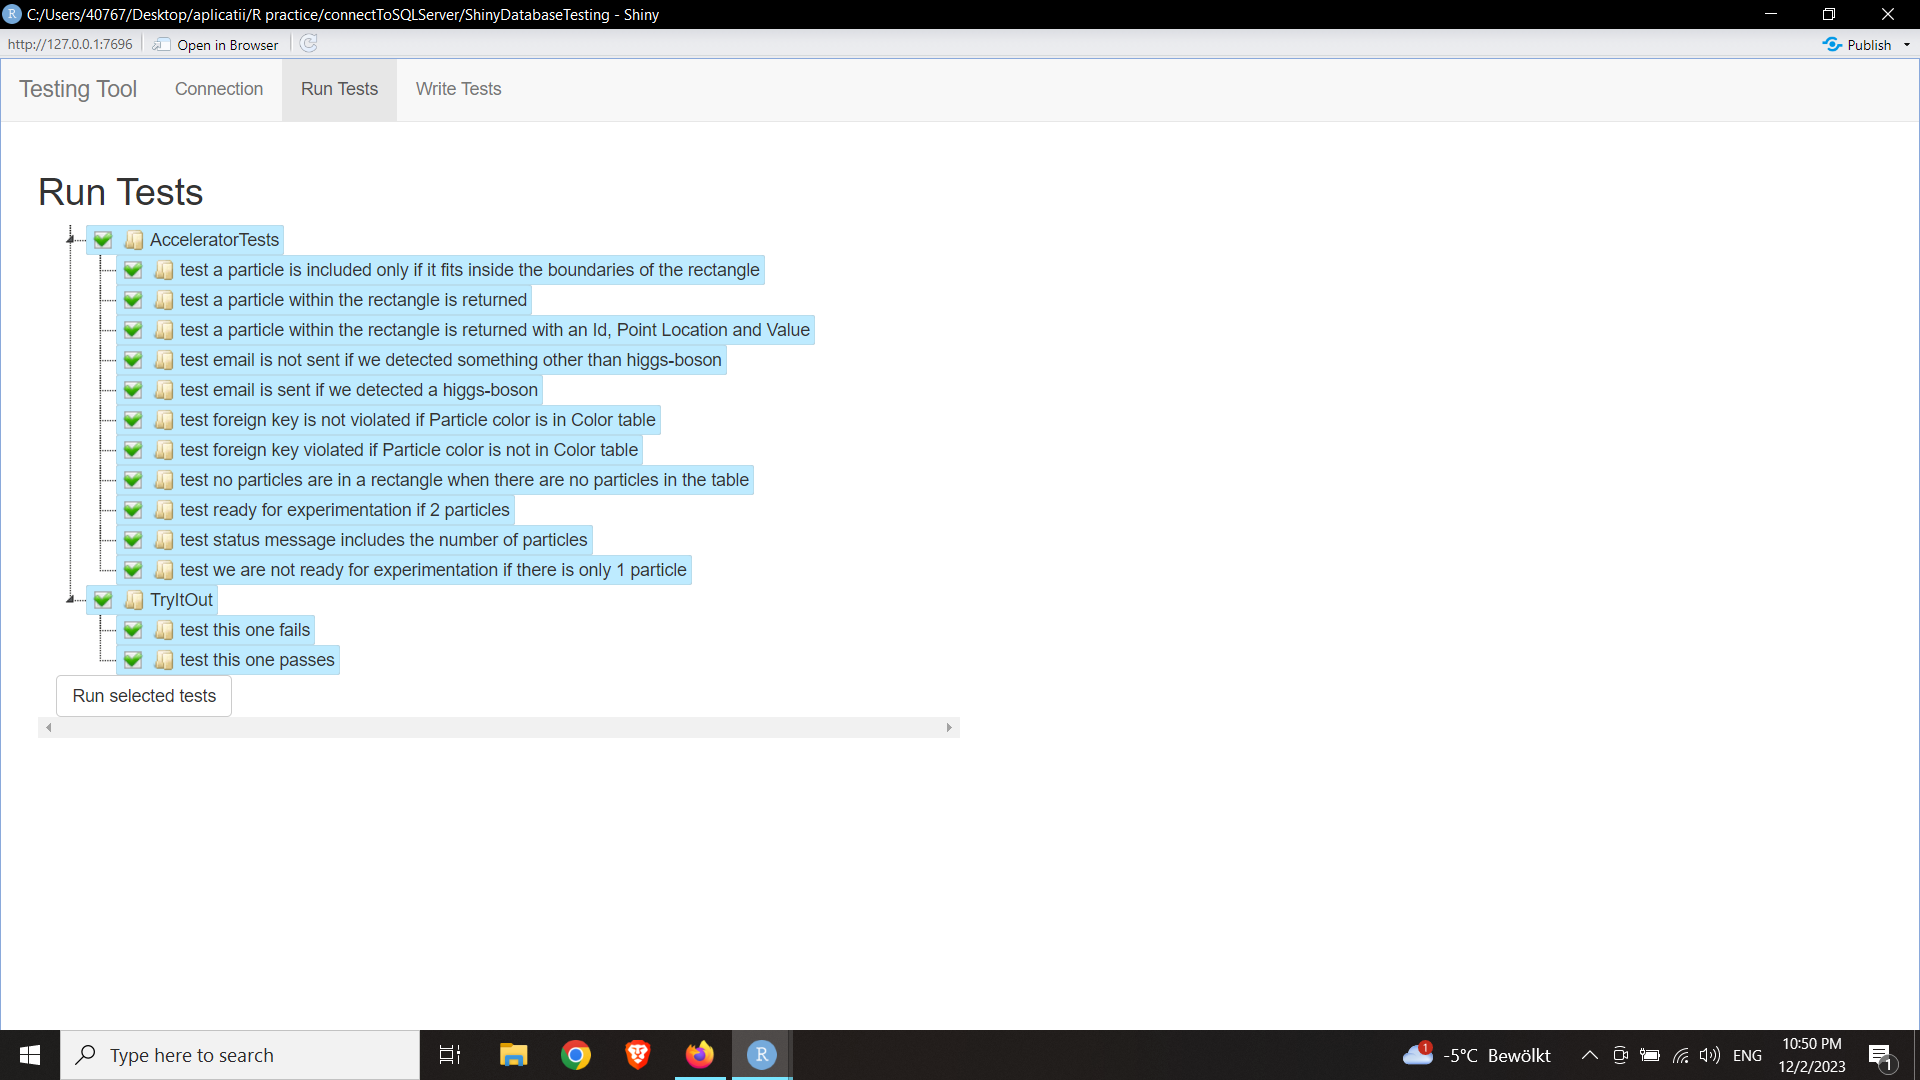 R C:/Users/40767/Desktop/aplicatii/R practice/connectToSQLServer/ShinyDatabaseTesting - Shiny
http://127.0.0.1:7696 Open in Browser Publish
Testing Tool Connection Run Tests Write Tests
Run Tests
AcceleratorTests
test a particle is included only if it fits inside the boundaries of the rectangle
test a particle within the rectangle is returned
test a particle within the rectangle is returned with an Id, Point Location and Value
test email is not sent if we detected something other than higgs-boson
test email is sent if we detected a higgs-boson
test foreign key is not violated if Particle color is in Color table
test foreign key violated if Particle color is not in Color table
test no particles are in a rectangle when there are no particles in the table
test ready for experimentation if 2 particles
test status message includes the number of particles
test we are not ready for experimentation if there is only 1 particle
TryItOut
test this one fails
test this one passes
Run selected tests
Type here to search R 1 -5°C Bewölkt ENG 10:50 PM 1
12/2/2023